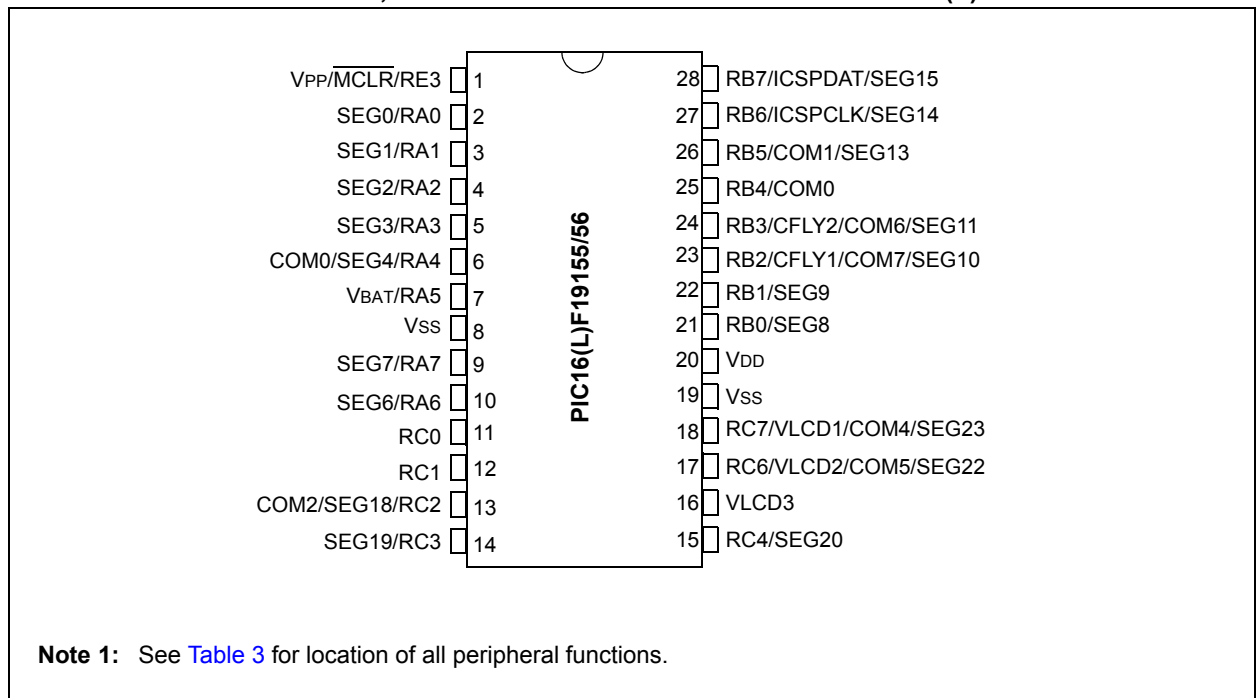 VPP/MCLR/RE3 1
SEG0/RA0 2
SEG1/RA1 3
SEG2/RA2 4
SEG3/RA3 5
COM0/SEG4/RA4 6
VBAT/RA5 7
VSS 8
SEG7/RA7 9
SEG6/RA6 10
RC0 11
RC1 12
COM2/SEG18/RC2 13
SEG19/RC3 14
PIC16(L)F19155/56
28 RB7/ICSPDAT/SEG15
27 RB6/ICSPCLK/SEG14
26 RB5/COM1/SEG13
25 RB4/COM0
24 RB3/CFLY2/COM6/SEG11
23 RB2/CFLY1/COM7/SEG10
22 RB1/SEG9
21 RB0/SEG8
20 VDD
19 VSS
18 RC7/VLCD1/COM4/SEG23
17 RC6/VLCD2/COM5/SEG22
16 VLCD3
15 RC4/SEG20
Note 1: See Table 3 for location of all peripheral functions.